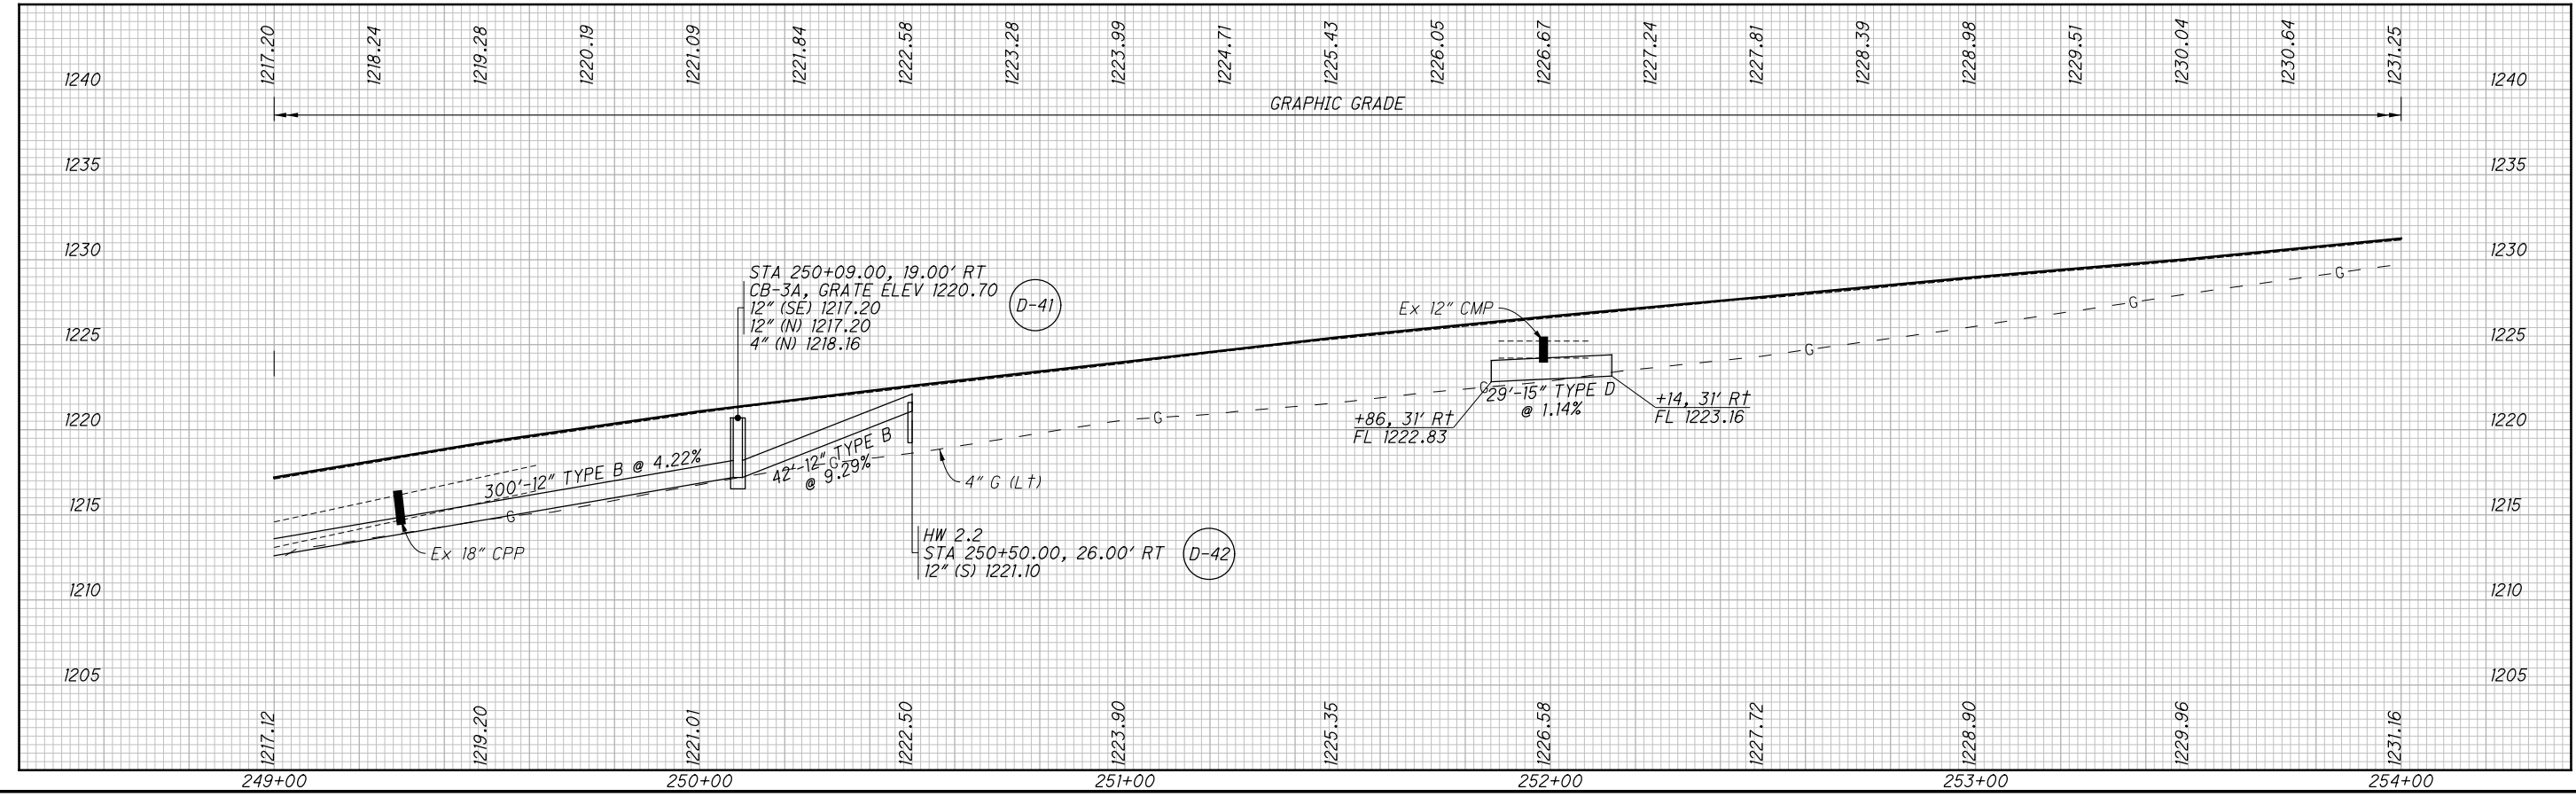 1217.20 1218.24 1219.28 1220.19 1221.09 1221.84 1222.58 1223.28 1223.99 1224.71 1225.43 1226.05 1226.67 1227.24 1227.81 1228.39 1228.98 1229.51 1230.04 1230.64 1231.25
1240 1240
GRAPHIC GRADE
1235 1235
1230 1230
STA 250+09.00, 19.00' RT
CB-3A, GRATE ELEV 1220.70
12" (SE) 1217.20
12" (N) 1217.20
4" (N) 1218.16
D-41
Ex 12" CMP
G
G
G
1225 1225
29'-15" TYPE D
@ 1.14%
G
+86, 31' Rt
FL 1222.83
+14, 31' Rt
FL 1223.16
1220 1220
G
300'-12" TYPE B @ 4.22%
42'-12" TYPE B
@ 9.29%
G
4" G (Lt)
1215 1215
G
Ex 18" CPP
HW 2.2
STA 250+50.00, 26.00' RT
12" (S) 1221.10
D-42
1210 1210
1205 1205
1217.12 1219.20 1221.01 1222.50 1223.90 1225.35 1226.58 1227.72 1228.90 1229.96 1231.16
249+00 250+00 251+00 252+00 253+00 254+00